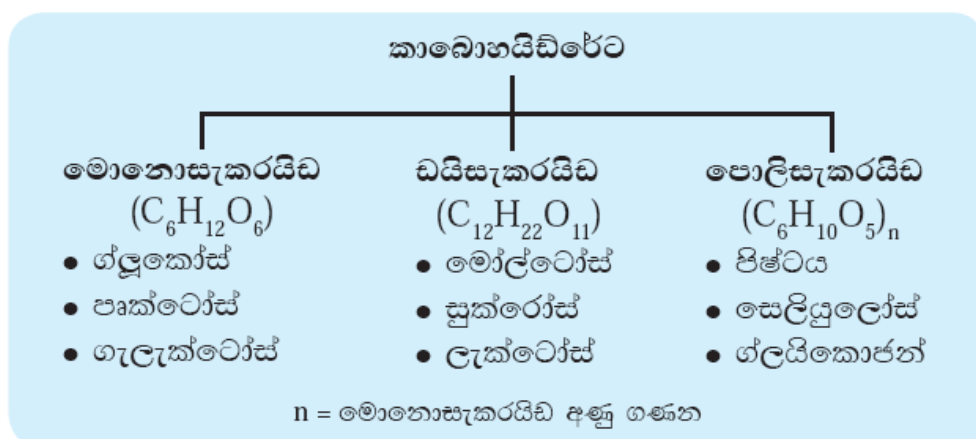 කාබොහයිඩ්රේට
මොනොසැකරයිඩ ඩයිසැකරයිඩ පොලිසැකරයිඩ
(C₆H₁₂O₆) (C₁₂H₂₂O₁₁) (C₆H₁₀O₅)ₙ
• ග්ලූකෝස් • මෝල්ටෝස් • පිෂ්ටය
• පෘක්ටෝස් • සුක්රෝස් • සෙලියුලෝස්
• ගැලැක්ටෝස් • ලැක්ටෝස් • ග්ලයිකොජන්
n = මොනොසැකරයිඩ අණු ගණන